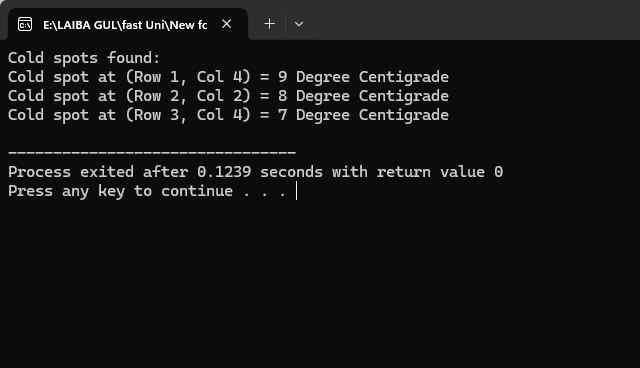 E:\LAIBA GUL\fast Uni\New fc
Cold spots found:
Cold spot at (Row 1, Col 4) = 9 Degree Centigrade
Cold spot at (Row 2, Col 2) = 8 Degree Centigrade
Cold spot at (Row 3, Col 4) = 7 Degree Centigrade
--------------------------------
Process exited after 0.1239 seconds with return value 0
Press any key to continue . . .